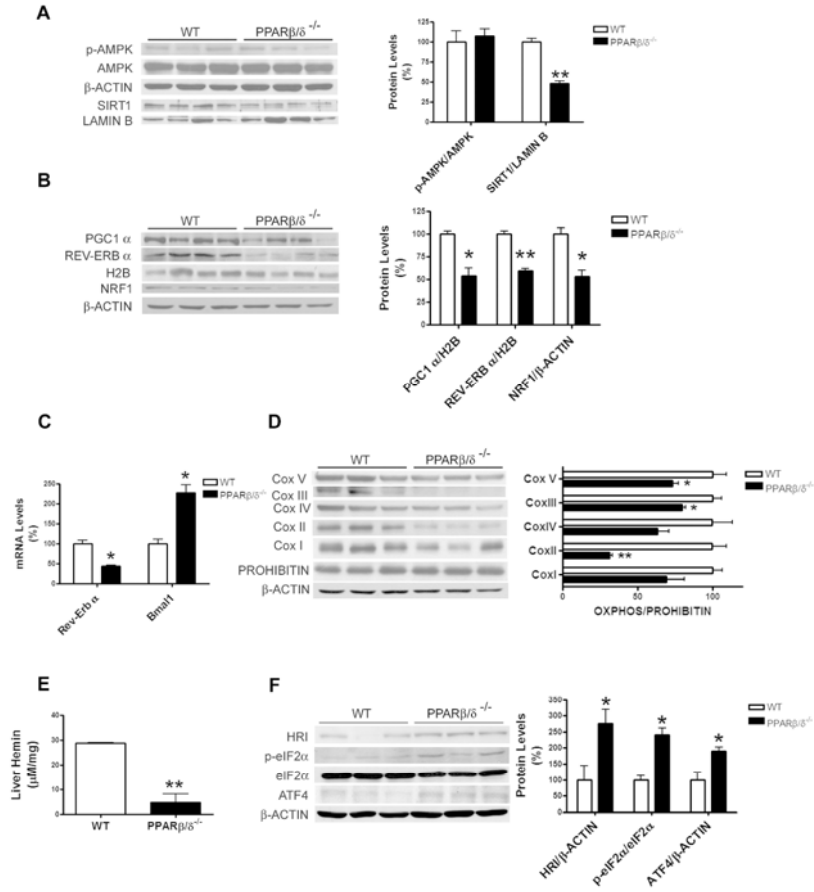 A
WT PPARβ/δ -/-
p-AMPK
AMPK
β-ACTIN
SIRT1
LAMIN B
Protein Levels (%)
125
100
75
50
25
0
**
p-AMPK/AMPK
SIRT1/LAMIN B
WT
PPARβ/δ-/-
B
WT PPARβ/δ -/-
PGC1 α
REV-ERB α
H2B
NRF1
β-ACTIN
Protein Levels (%)
125
100
75
50
25
0
* ** *
PGC1 α/H2B
REV-ERB α/H2B
NRF1/β-ACTIN
WT
PPARβ/δ-/-
C
mRNA Levels (%)
250
200
150
100
50
0
* *
Rev-Erb α
Bmal1
WT
PPARβ/δ-/-
D
WT PPARβ/δ -/-
Cox V
Cox III
Cox IV
Cox II
Cox I
PROHIBITIN
β-ACTIN
Cox V *
CoxIII *
CoxIV
CoxII **
CoxI
0 50 100
OXPHOS/PROHIBITIN
WT
PPARβ/δ-/-
E
Liver Hemin (μM/mg)
40
30
20
10
0
**
WT PPARβ/δ-/-
F
WT PPARβ/δ -/-
HRI
p-eIF2α
eIF2α
ATF4
β-ACTIN
Protein Levels (%)
350
300
250
200
150
100
50
0
* * *
HRI/β-ACTIN
p-eIF2α/eIF2α
ATF4/β-ACTIN
WT
PPARβ/δ-/-